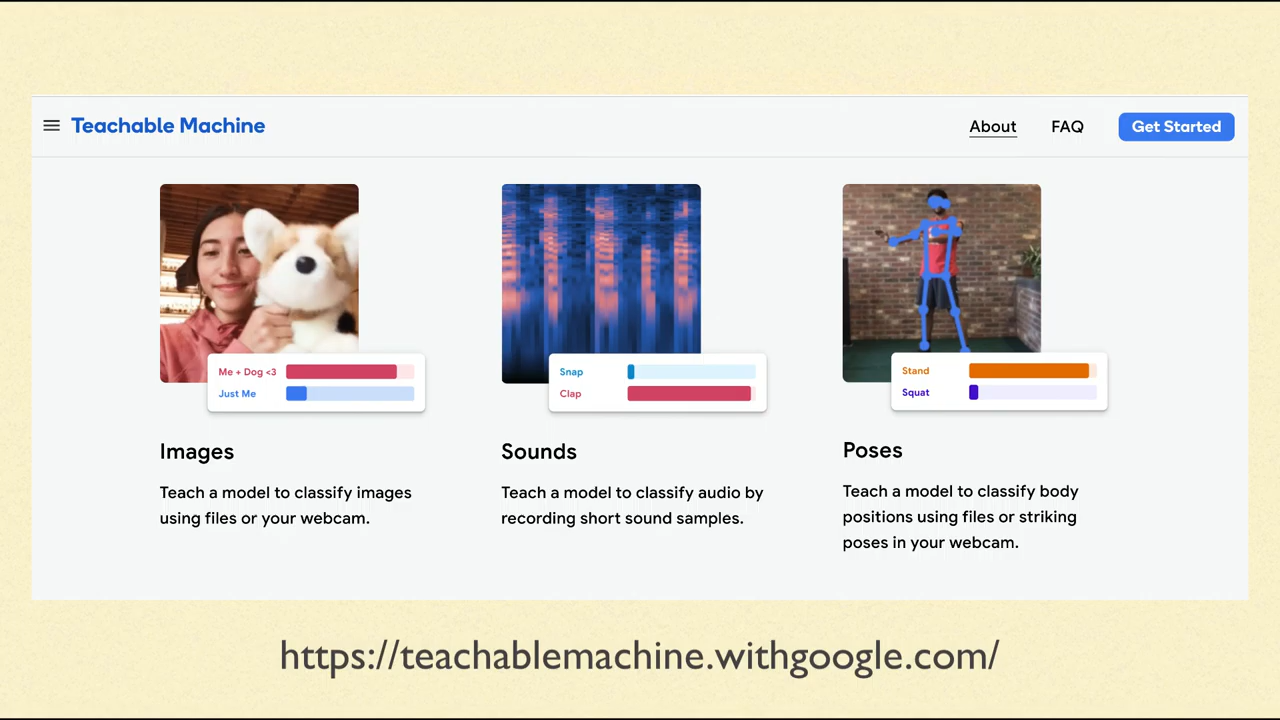 Teachable Machine
About
FAQ
Get Started
Me + Dog <3
Just Me
Images
Teach a model to classify images
using files or your webcam.
Snap
Clap
Sounds
Teach a model to classify audio by
recording short sound samples.
Stand
Squat
Poses
Teach a model to classify body
positions using files or striking
poses in your webcam.
https://teachablemachine.withgoogle.com/